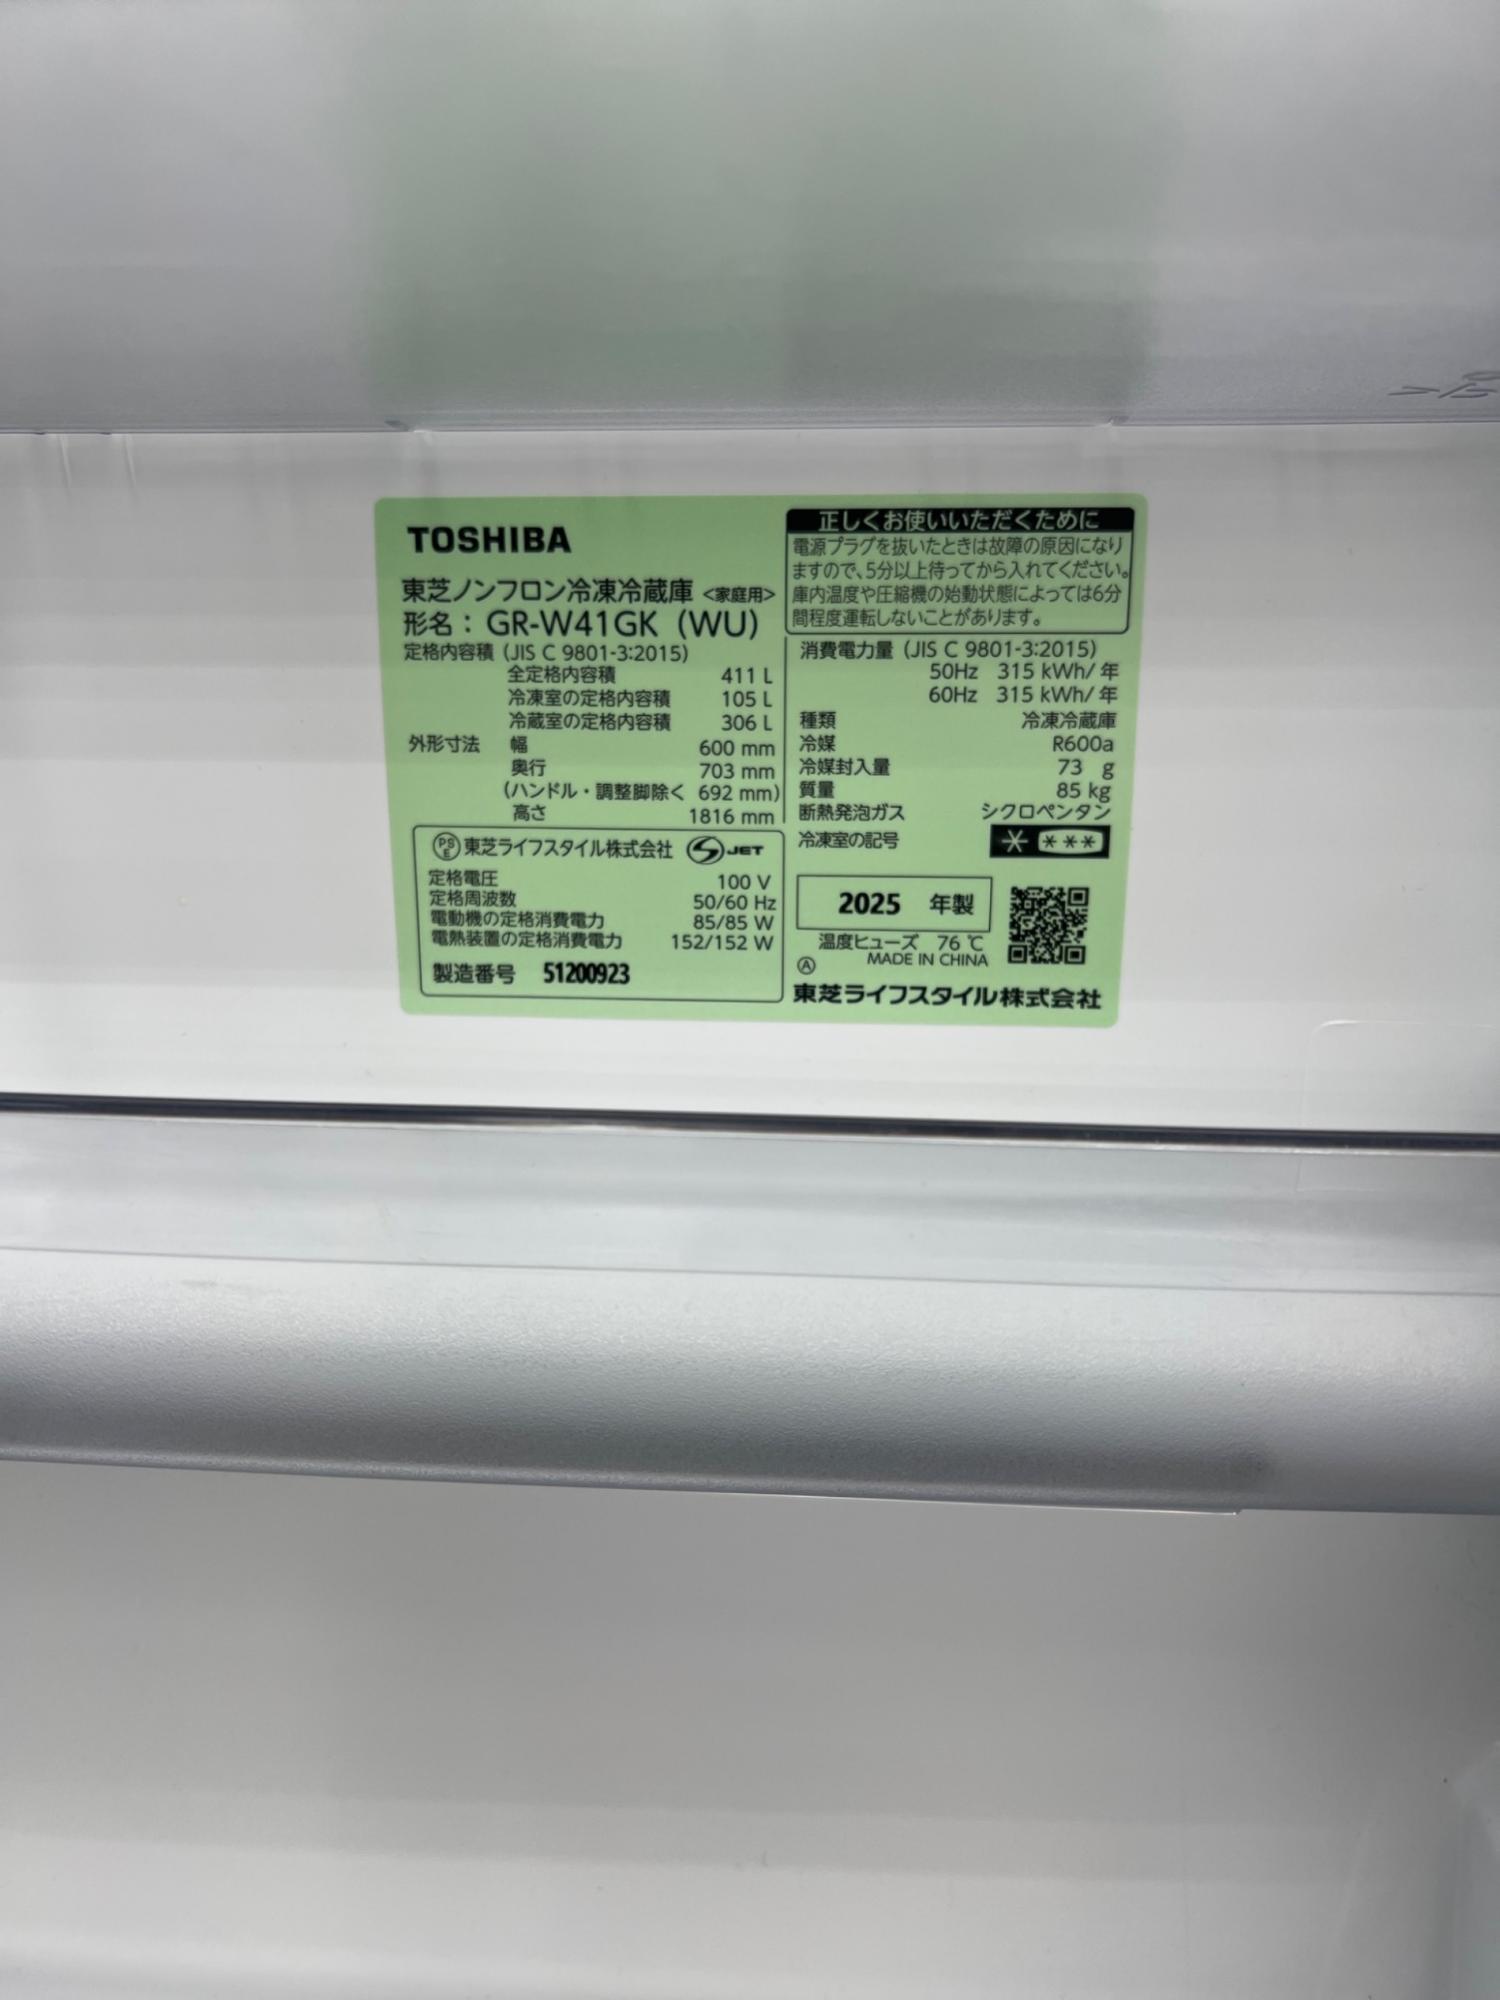 TOSHIBA
東芝ノンフロン冷凍冷蔵庫 <家庭用>
形名： GR-W41GK (WU)
定格内容積 (JIS C 9801-3:2015)
全定格内容積 411 L
冷凍室の定格内容積 105 L
冷蔵室の定格内容積 306 L
外形寸法 幅 600 mm
奥行 703 mm
(ハンドル・調整脚除く 692 mm)
高さ 1816 mm
PS E 東芝ライフスタイル株式会社 S JET
定格電圧 100 V
定格周波数 50/60 Hz
電動機の定格消費電力 85/85 W
電熱装置の定格消費電力 152/152 W
製造番号 51200923
正しくお使いいただくために
電源プラグを抜いたときは故障の原因になり
ますので、5分以上待ってから入れてください。
庫内温度や圧縮機の始動状態によっては6分
間程度運転しないことがあります。
消費電力量 (JIS C 9801-3:2015)
50Hz 315 kWh/年
60Hz 315 kWh/年
種類 冷凍冷蔵庫
冷媒 R600a
冷媒封入量 73 g
質量 85 kg
断熱発泡ガス シクロペンタン
冷凍室の記号 * ***
2025 年製
温度ヒューズ 76 ℃
Ⓐ MADE IN CHINA
東芝ライフスタイル株式会社